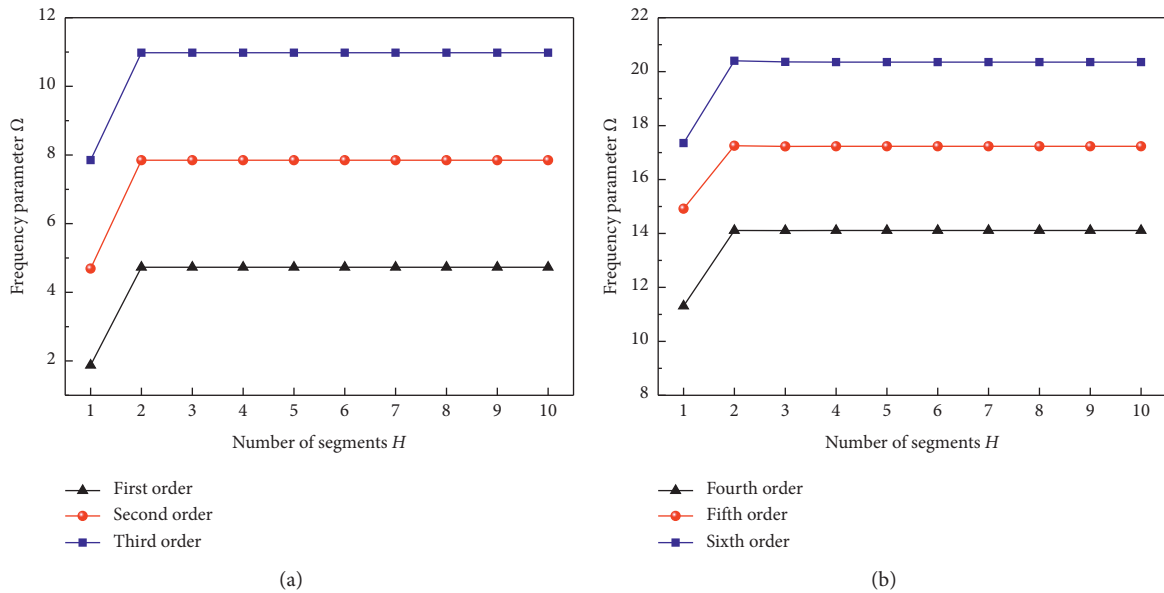 12
10
8
6
4
2
Frequency parameter Ω
1 2 3 4 5 6 7 8 9 10
Number of segments H
First order
Second order
Third order
(a)
22
20
18
16
14
12
10
8
Frequency parameter Ω
1 2 3 4 5 6 7 8 9 10
Number of segments H
Fourth order
Fifth order
Sixth order
(b)